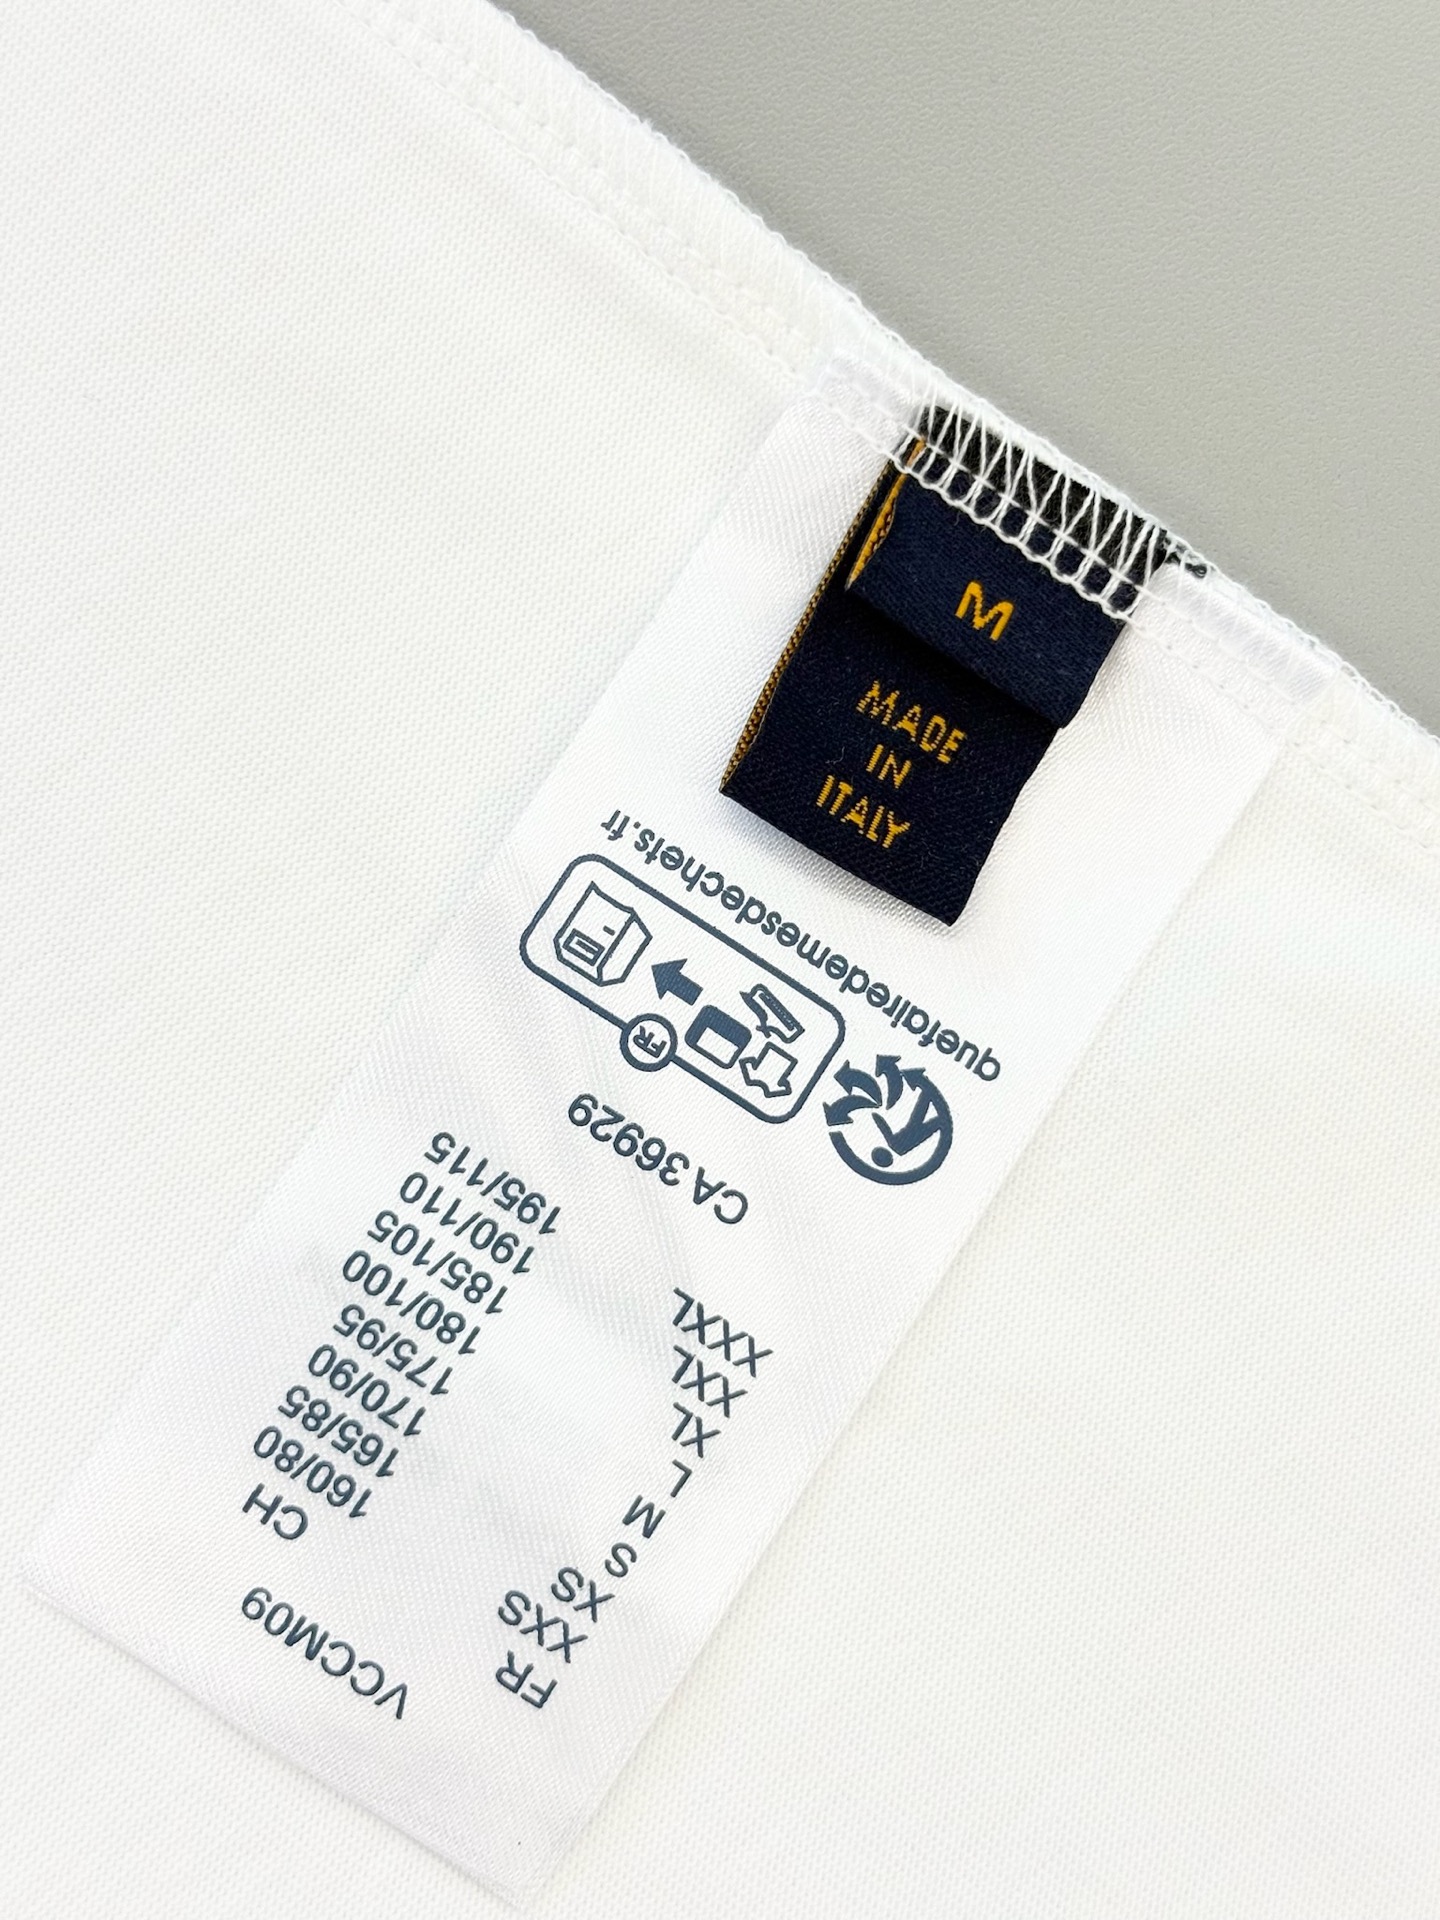 M
MADE
IN
ITALY
VCCM09
FR CH
XXS 160/80
XS 165/85
S 170/90
M 175/95
L 180/100
XL 185/105
XXL 190/110
XXXL 195/115
CA 36929
FR
quefairedemesdechets.fr